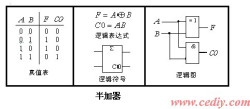 A B F CO
0 0 0 0
0 1 1 0
1 0 1 0
1 1 0 1
真值表
F = A⊕B
CO = AB
逻辑表达式
Σ
CO
逻辑符号
A
B
=1
F
&
CO
逻辑图
半加器
www.cediy.com